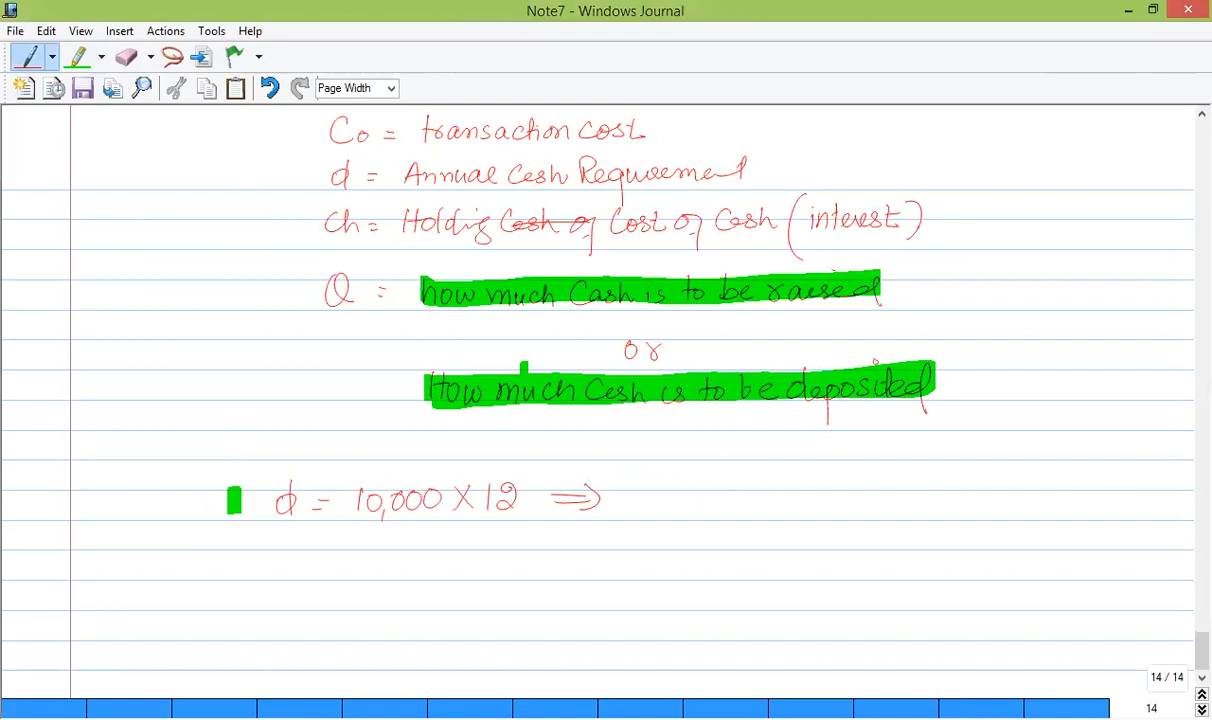 Note7 - Windows Journal
File Edit View Insert Actions Tools Help
Page Width
Co = transaction cost
d = Annual Cash Requirement
Ch = Holding Cash of Cost of Cash (interest)
Q = how much Cash is to be raised
or
How much Cash is to be deposited
d = 10,000 X 12 ⇒
14 / 14
14